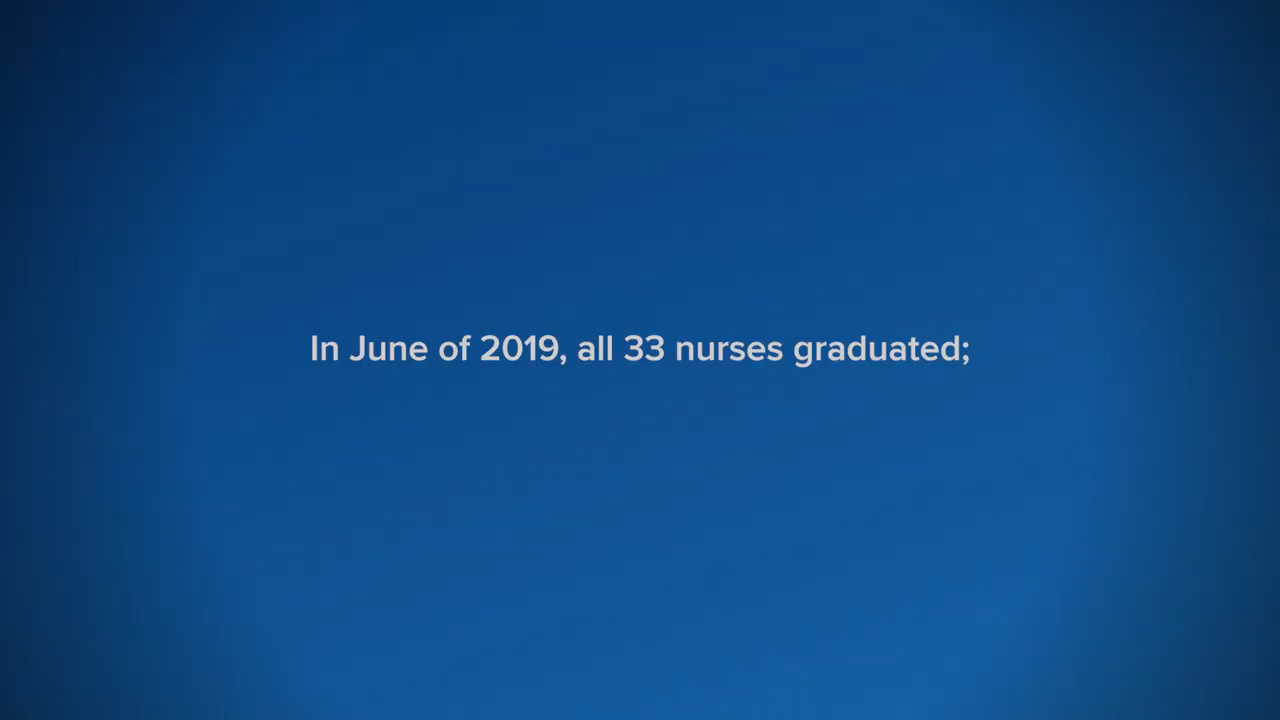 In June of 2019, all 33 nurses graduated;